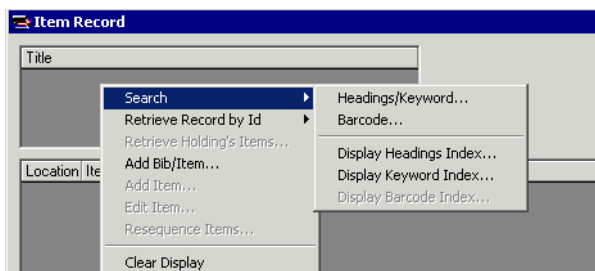 Item Record
Title
Search
Retrieve Record by Id
Retrieve Holding's Items...
Add Bib/Item...
Add Item...
Edit Item...
Resequence Items...
Clear Display
Headings/Keyword...
Barcode...
Display Headings Index...
Display Keyword Index...
Display Barcode Index...
Location Ite